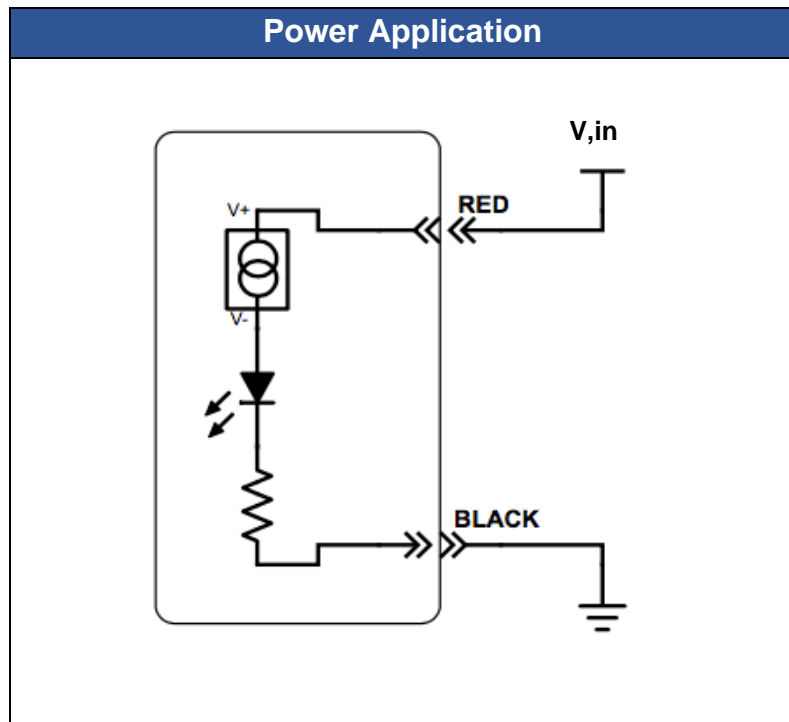 Power Application
V,in
RED
V+
V-
BLACK